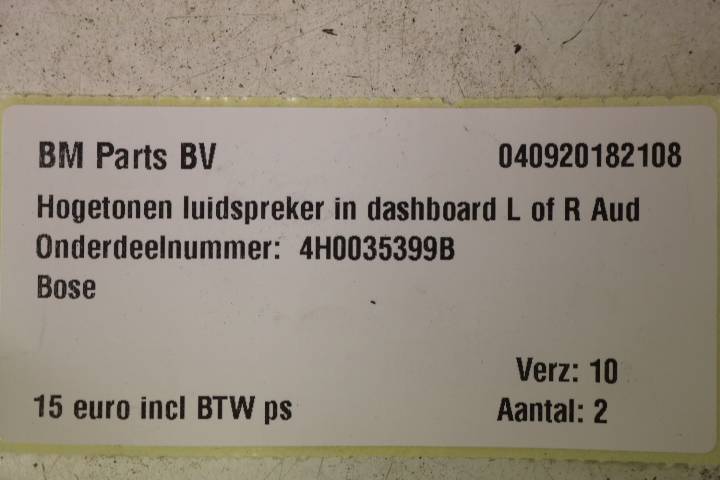 BM Parts BV 040920182108
Hogetonen luidspreker in dashboard L of R Aud
Onderdeelnummer: 4H0035399B
Bose
Verz: 10
15 euro incl BTW ps Aantal: 2